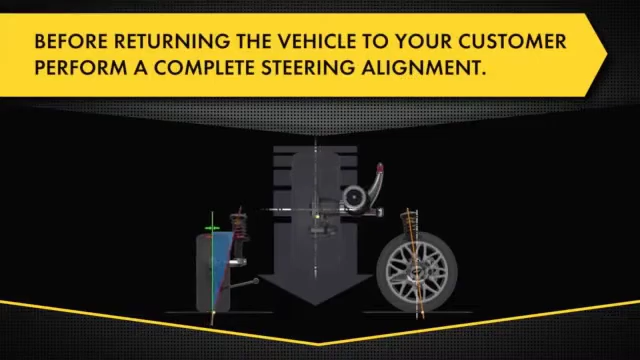 BEFORE RETURNING THE VEHICLE TO YOUR CUSTOMER
PERFORM A COMPLETE STEERING ALIGNMENT.